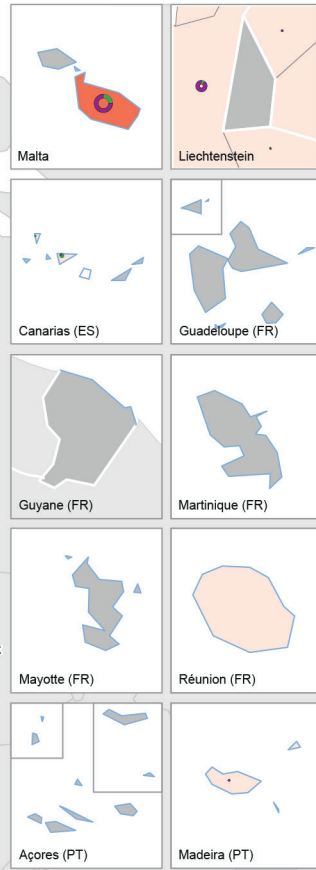 Malta
Liechtenstein
Canarias (ES)
Guadeloupe (FR)
Guyane (FR)
Martinique (FR)
Mayotte (FR)
Réunion (FR)
Açores (PT)
Madeira (PT)